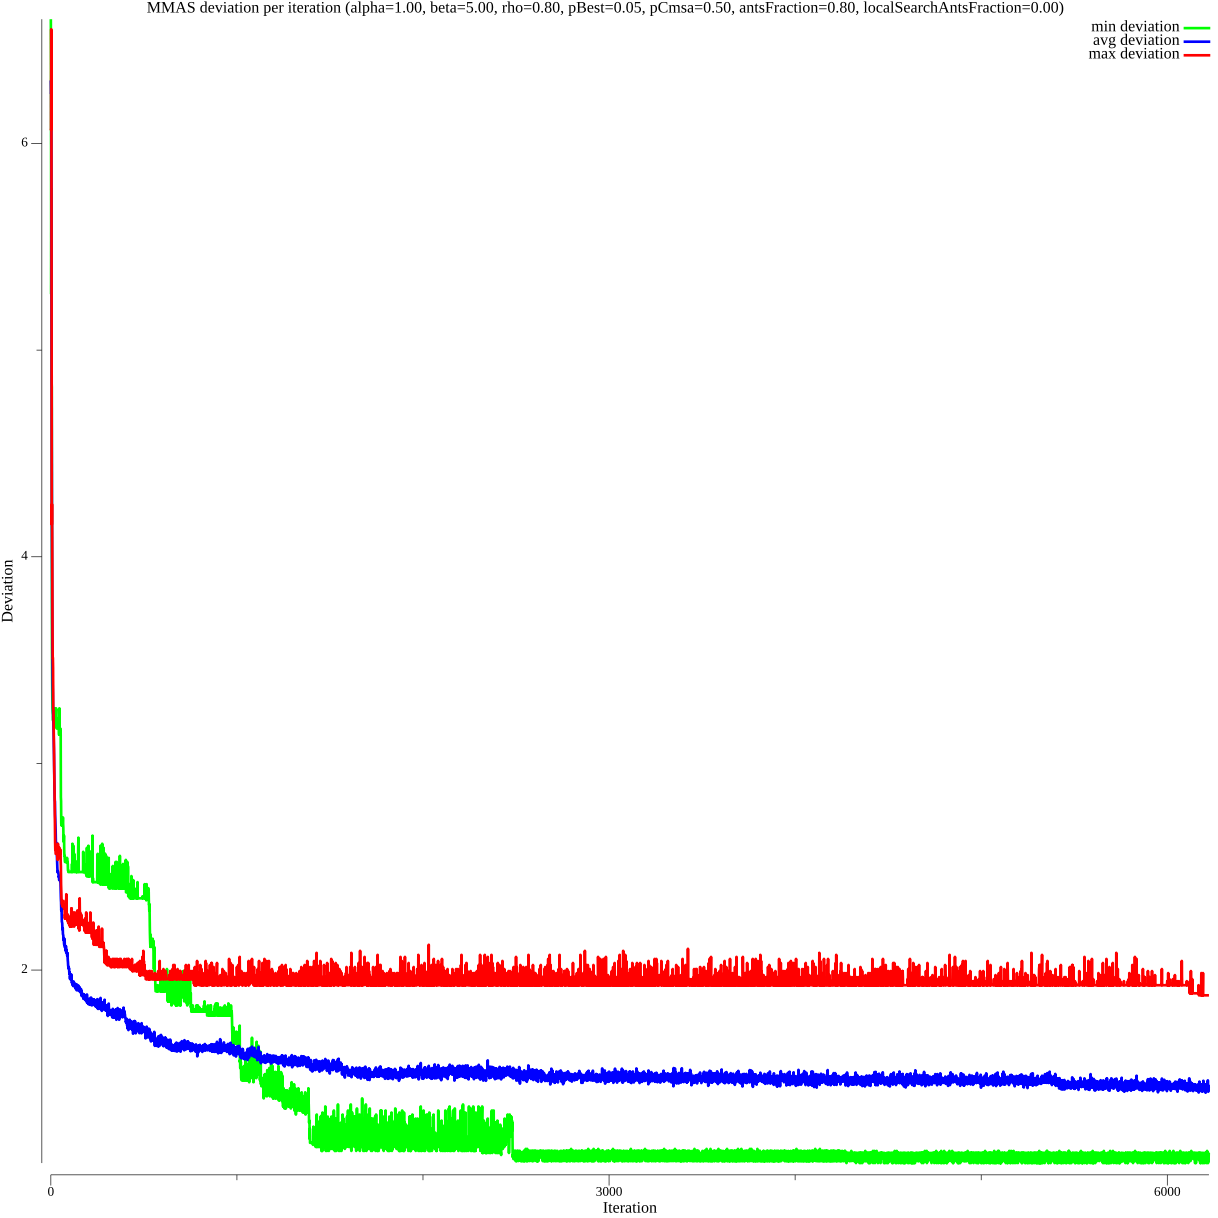 MMAS deviation per iteration (alpha=1.00, beta=5.00, rho=0.80, pBest=0.05, pCmsa=0.50, antsFraction=0.80, localSearchAntsFraction=0.00)
min deviation
avg deviation
max deviation
6
4
2
Deviation
0
3000
6000
Iteration